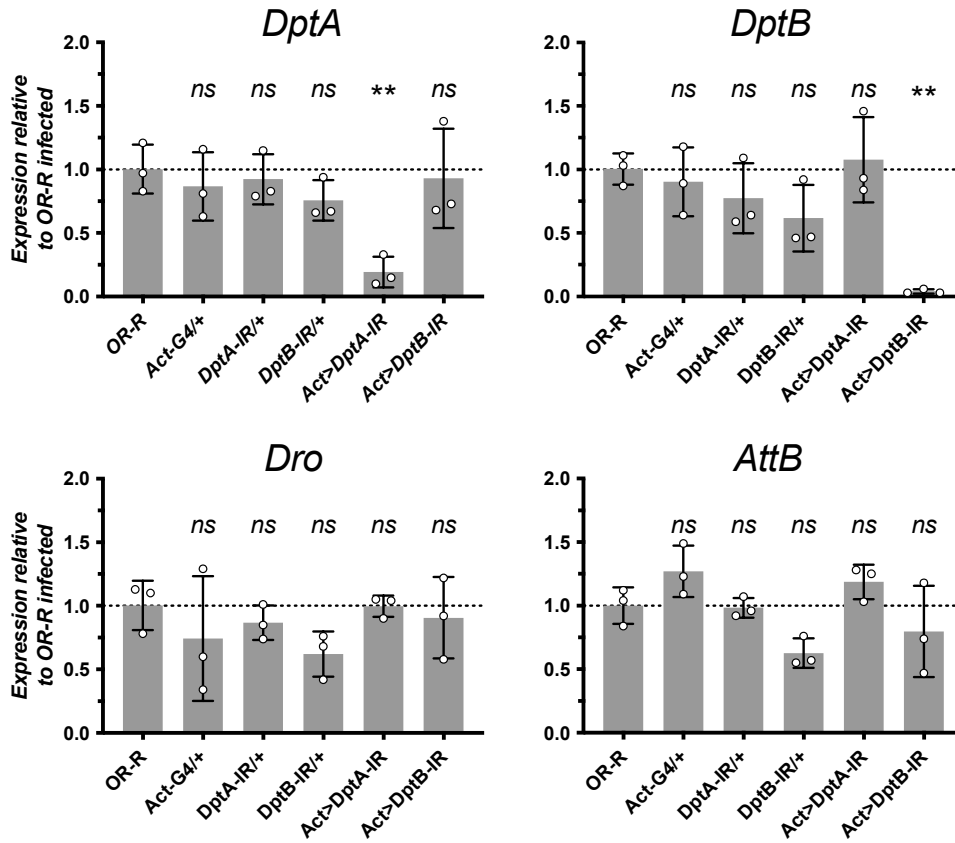 DptA
Expression relative
to OR-R infected
2.0
1.5
1.0
0.5
0.0
ns ns ns ** ns
OR-R Act-G4/+ DptA-IR/+ DptB-IR/+ Act>DptA-IR Act>DptB-IR
DptB
2.0
1.5
1.0
0.5
0.0
ns ns ns ns **
OR-R Act-G4/+ DptA-IR/+ DptB-IR/+ Act>DptA-IR Act>DptB-IR
Dro
Expression relative
to OR-R infected
2.0
1.5
1.0
0.5
0.0
ns ns ns ns ns
OR-R Act-G4/+ DptA-IR/+ DptB-IR/+ Act>DptA-IR Act>DptB-IR
AttB
2.0
1.5
1.0
0.5
0.0
ns ns ns ns ns
OR-R Act-G4/+ DptA-IR/+ DptB-IR/+ Act>DptA-IR Act>DptB-IR